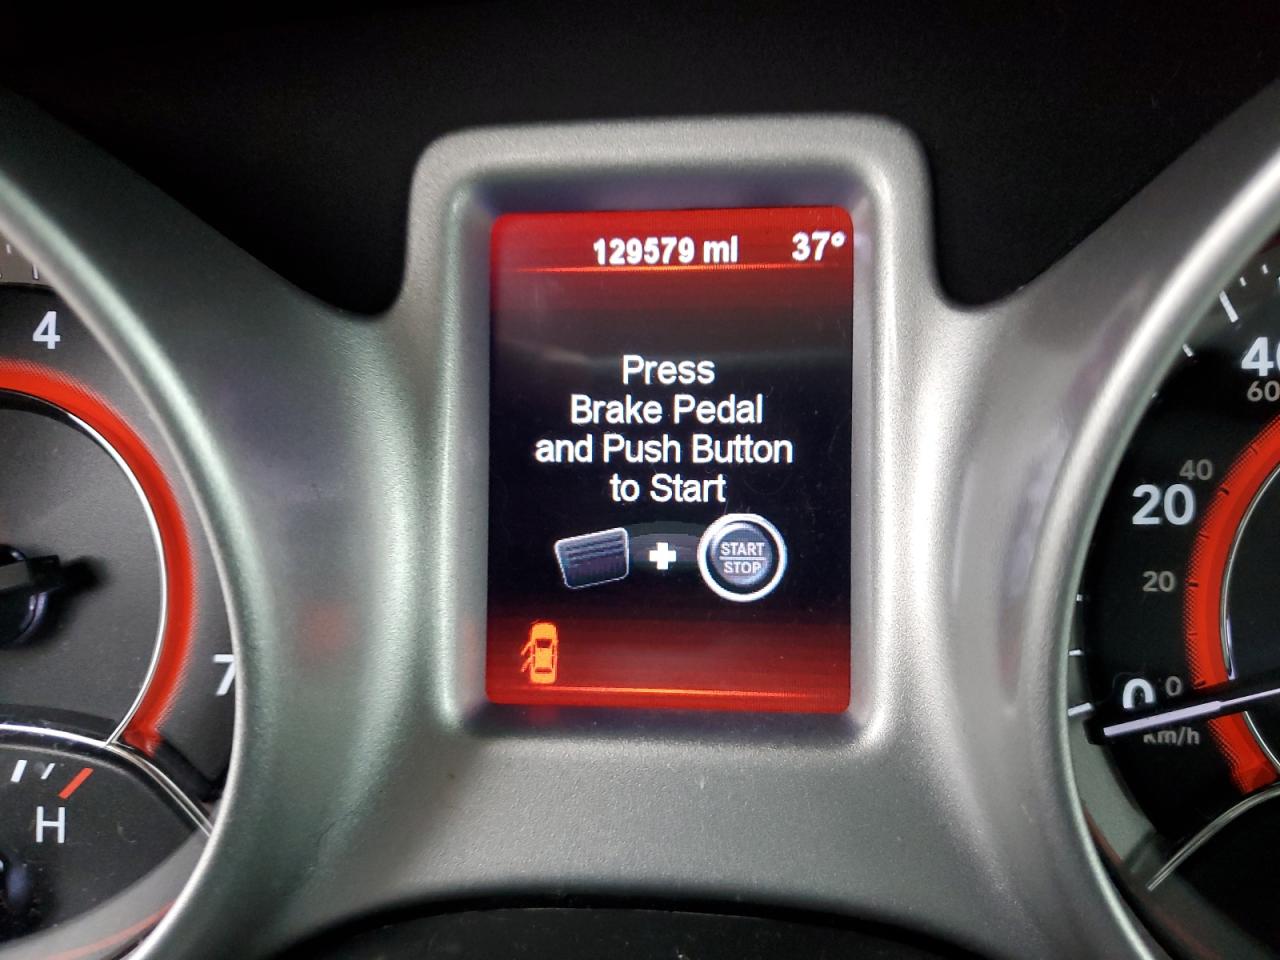 129579 mI 37°
Press
Brake Pedal
and Push Button
to Start
START
STOP
4
7
H
40
60
40
20
20
0
0
km/h